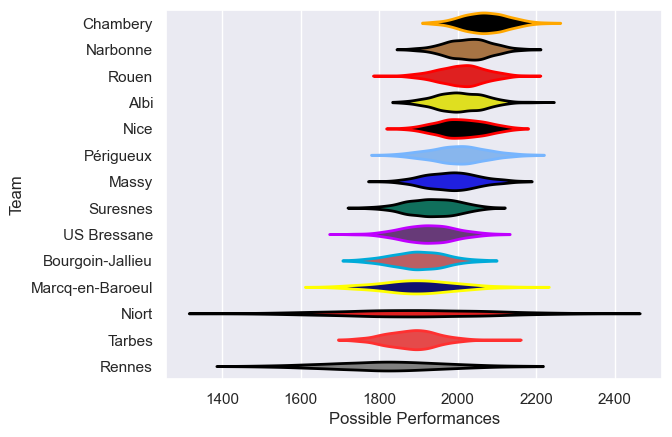 Team
Chambery
Narbonne
Rouen
Albi
Nice
Périgueux
Massy
Suresnes
US Bressane
Bourgoin-Jallieu
Marcq-en-Baroeul
Niort
Tarbes
Rennes
1400 1600 1800 2000 2200 2400
Possible Performances